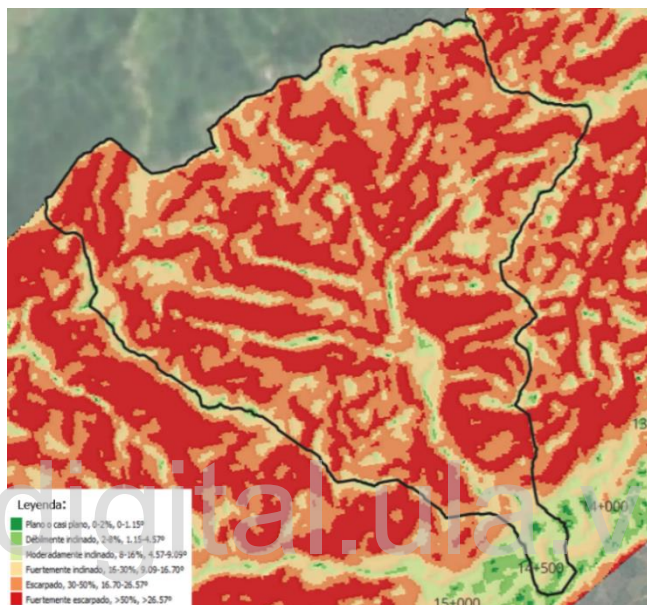 13
digital.ula.v
14+000
14+500
15+000
Leyenda:
Plano o casi plano, 0-2%, 0-1.15º
Débilmente inclinado, 2-8%, 1.15-4.57º
Moderadamente inclinado, 8-16%, 4.57-9.09º
Fuertemente inclinado, 16-30%, 9.09-16.70º
Escarpado, 30-50%, 16.70-26.57º
Fuertemente escarpado, >50%, >26.57º